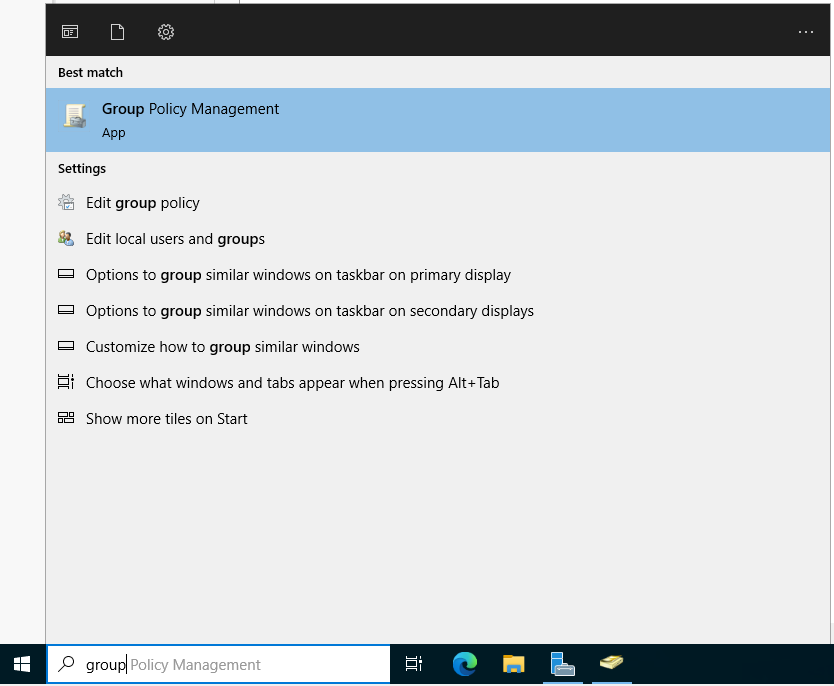 Best match
Group Policy Management
App
Settings
Edit group policy
Edit local users and groups
Options to group similar windows on taskbar on primary display
Options to group similar windows on taskbar on secondary displays
Customize how to group similar windows
Choose what windows and tabs appear when pressing Alt+Tab
Show more tiles on Start
group Policy Management